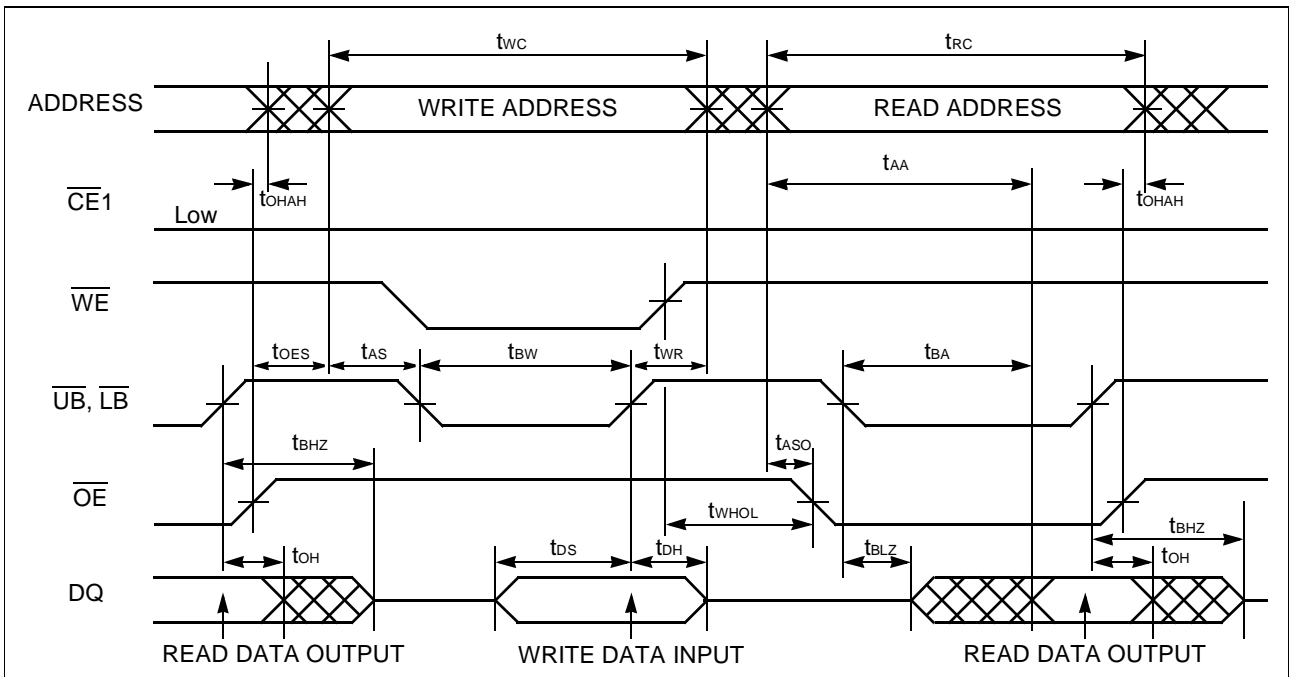 tWC
tRC
ADDRESS
WRITE ADDRESS
READ ADDRESS
tAA
CE1
tOHAH
tOHAH
Low
WE
tOES
tAS
tBW
tWR
tBA
UB, LB
tBHZ
tASO
OE
tWHOL
tBHZ
tOH
tDS
tDH
tBLZ
tOH
DQ
READ DATA OUTPUT
WRITE DATA INPUT
READ DATA OUTPUT